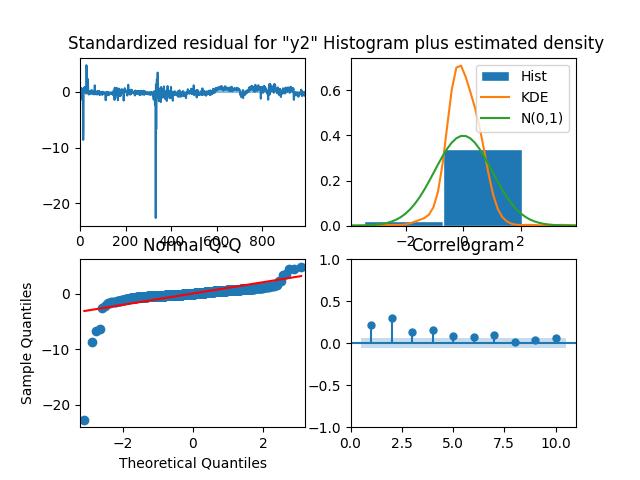 Standardized residual for "y2"
Histogram plus estimated density
0
−10
−20
0 200 400 600 800
0.6
0.4
0.2
0.0
−2 0 2
Hist
KDE
N(0,1)
Normal Q-Q
Correlogram
Sample Quantiles
0
−10
−20
−2 0 2
Theoretical Quantiles
1.0
0.5
0.0
−0.5
−1.0
0.0 2.5 5.0 7.5 10.0